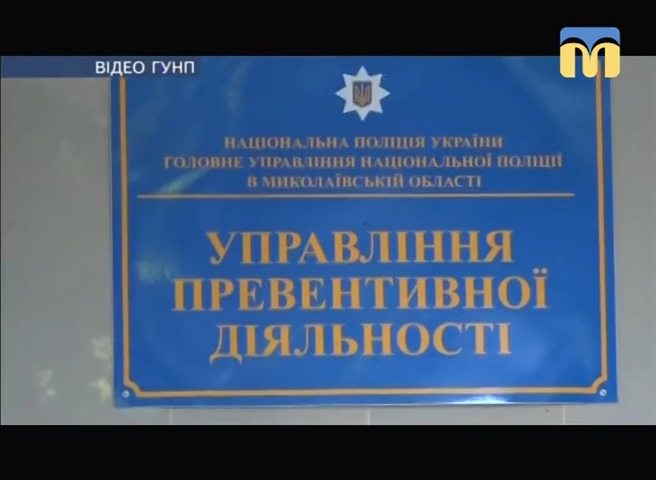 ВІДЕО ГУНП
НАЦІОНАЛЬНА ПОЛІЦІЯ УКРАЇНИ
ГОЛОВНЕ УПРАВЛІННЯ НАЦІОНАЛЬНОЇ ПОЛІЦІЇ
В МИКОЛАЇВСЬКІЙ ОБЛАСТІ
УПРАВЛІННЯ
ПРЕВЕНТИВНОЇ
ДІЯЛЬНОСТІ